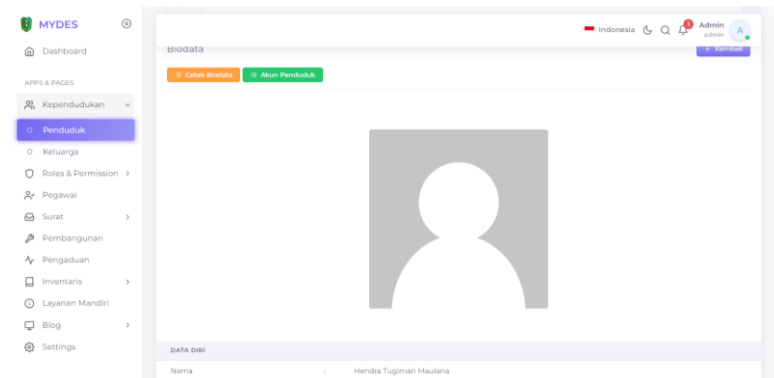 MYDES
Dashboard
APPS & PAGES
Kependudukan
Penduduk
Keluarga
Roles & Permission
Pegawai
Surat
Pembangunan
Pengaduan
Inventaris
Layanan Mandiri
Blog
Settings
Indonesia
Admin
admin
A
Biodata
Kembali
Cetak Biodata
Akun Penduduk
DATA DIRI
Nama : Hendra Tugiman Maulana